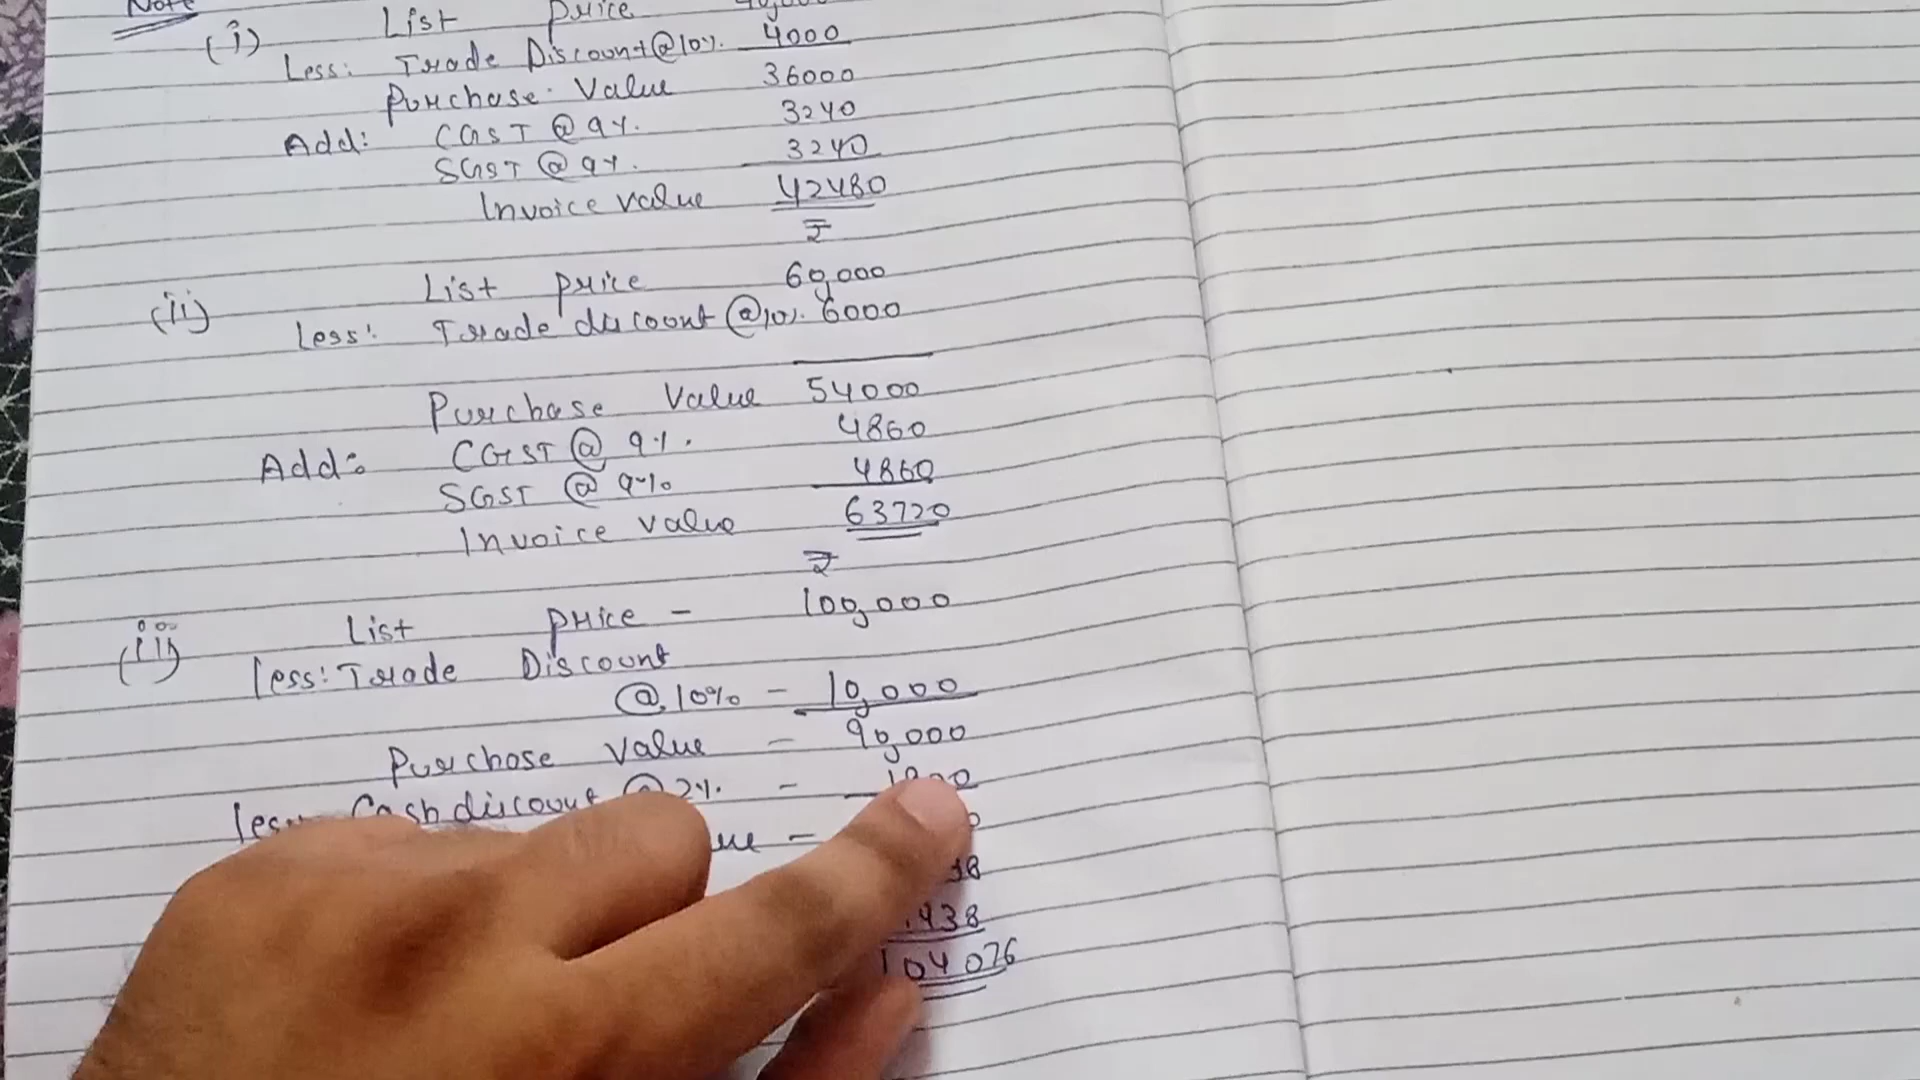 Note
(i) List price
Less: Trade Discount @10%. 4000
Purchase Value 36000
Add: CGST @ 9%. 3240
SGST @ 9%. 3240
Invoice value 42480
₹
(ii) List price 60,000
Less: Trade discount @10%. 6000
Purchase Value 54000
Add: CGST @ 9%. 4860
SGST @ 9% 4860
Invoice value 63720
₹
(iii) List price - 100,000
less: Trade Discount
@10% - 10,000
Purchase Value - 90,000
Cash discount @ 2%. -
104076